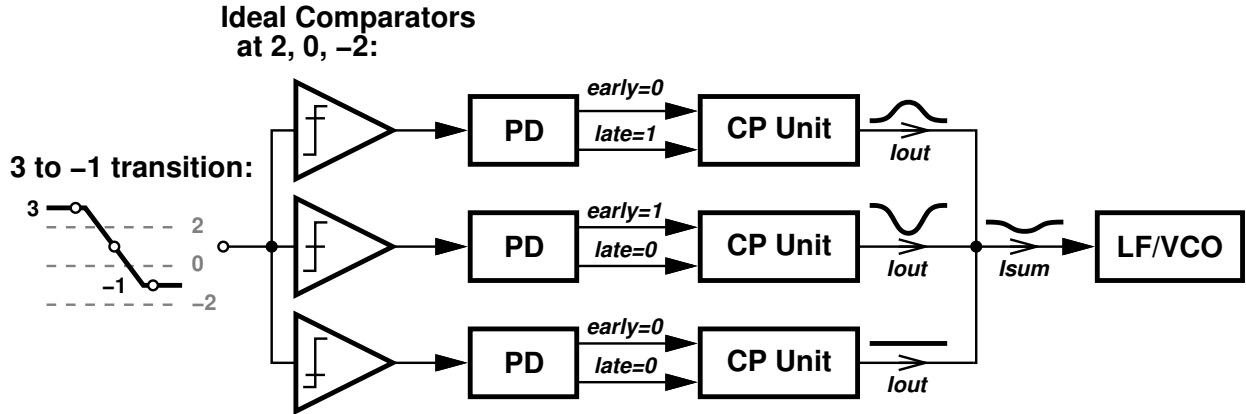 Ideal Comparators
at 2, 0, −2:
early=0
PD
CP Unit
late=1
Iout
3 to −1 transition:
3
2
0
−1
−2
early=1
PD
CP Unit
late=0
Iout
Isum
LF/VCO
early=0
PD
CP Unit
late=0
Iout